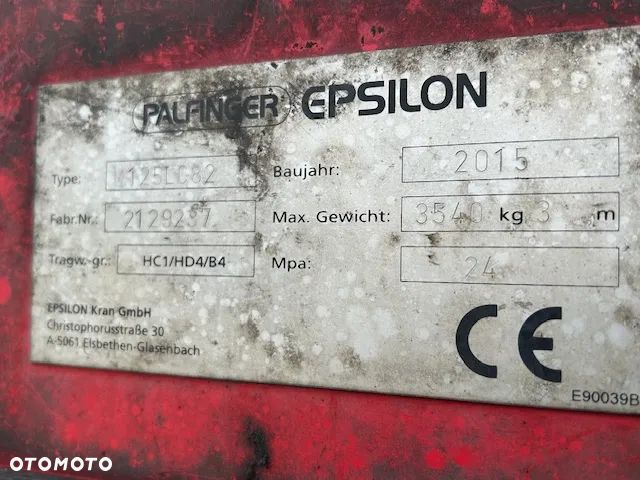 PALFINGER EPSILON
Type: M125LC82 Baujahr: 2015
Fabr.Nr.: 2129237 Max. Gewicht: 3540 kg 3 m
Tragw.-gr.: HC1/HD4/B4 Mpa: 24
EPSILON Kran GmbH
Christophorusstraße 30
A-5061 Elsbethen-Glasenbach
CE
E90039B
OTOMOTO